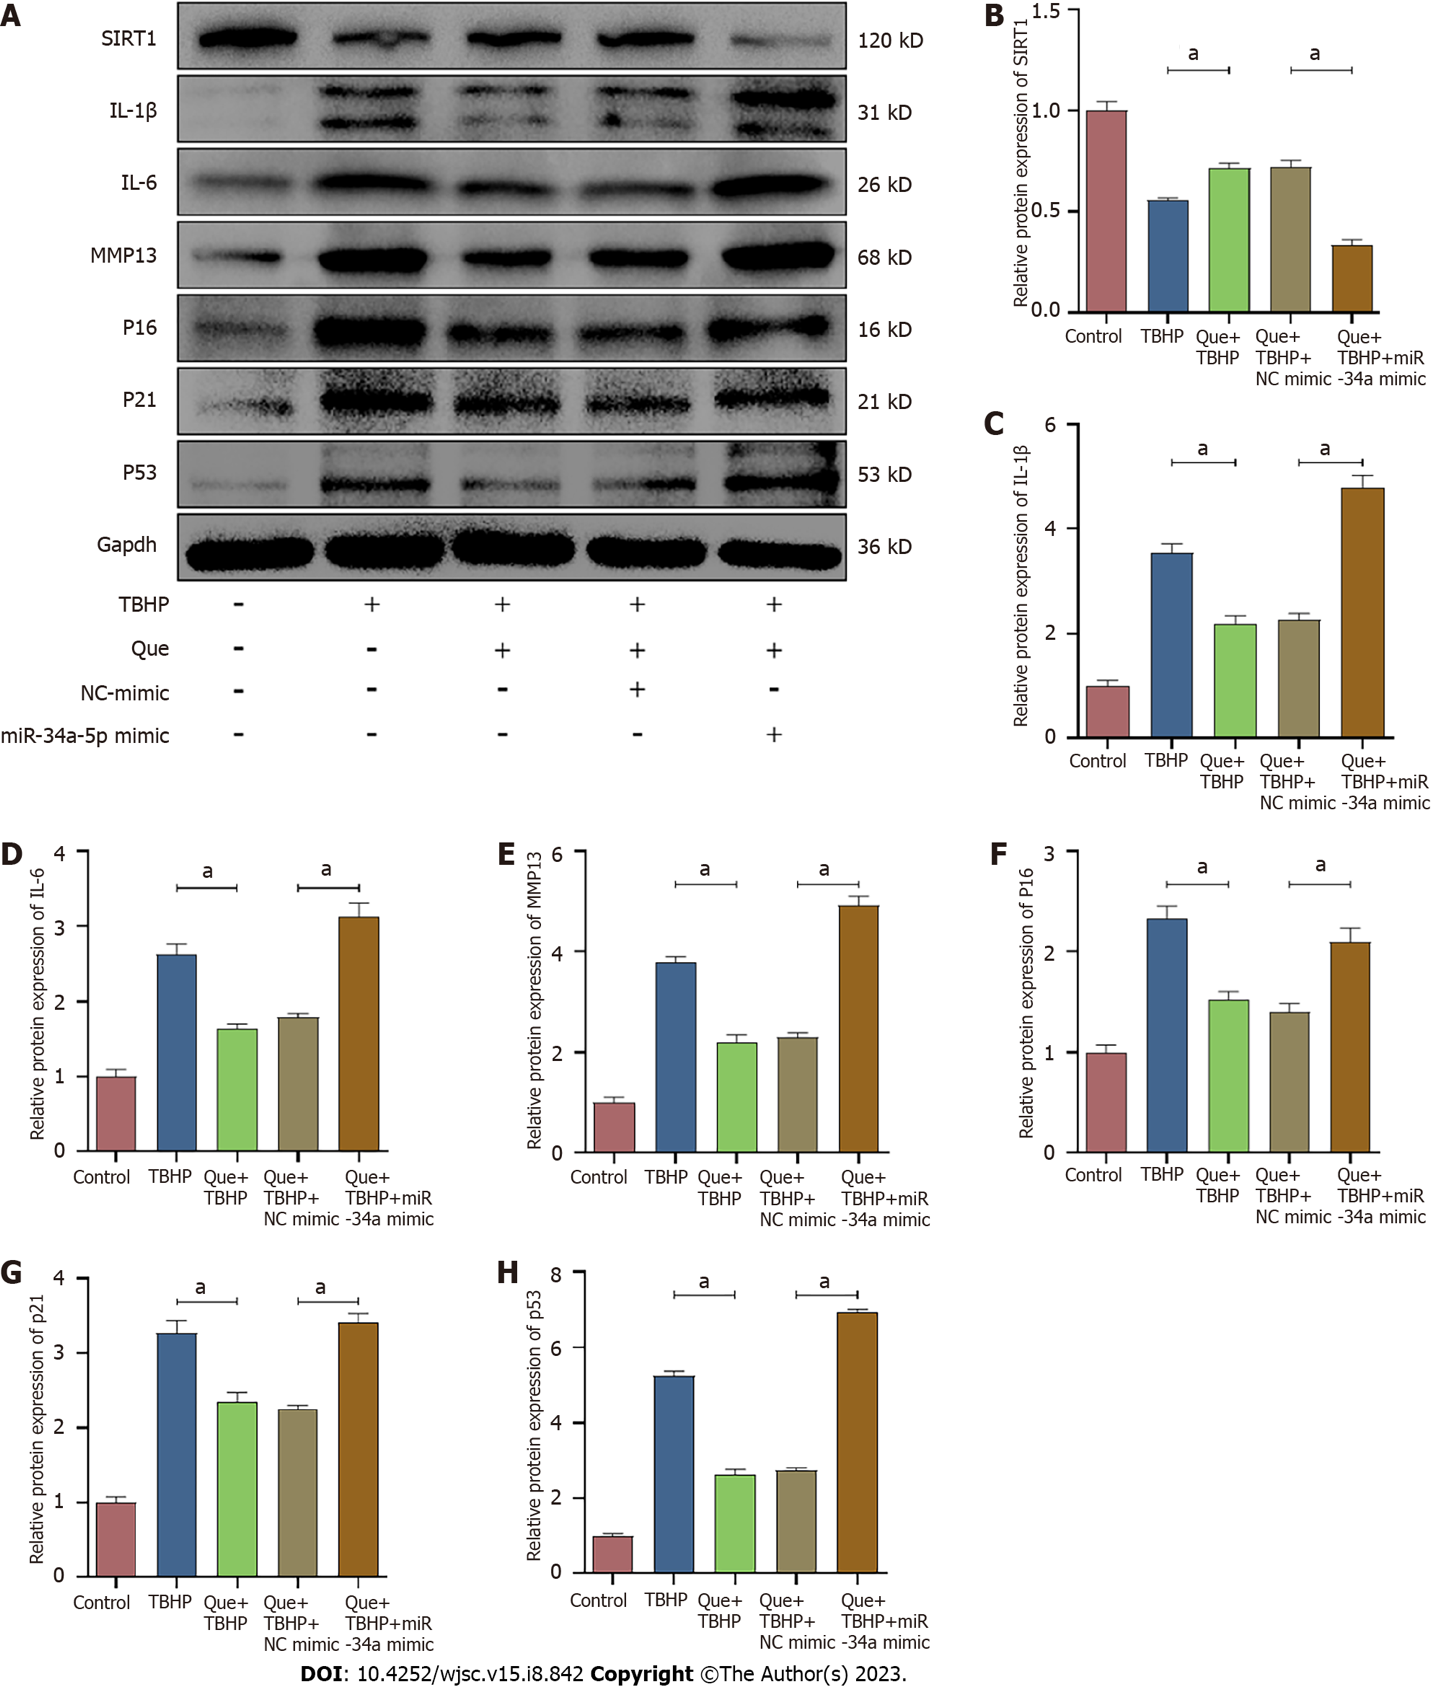 A
SIRT1
120 kD
IL-1β
31 kD
IL-6
26 kD
MMP13
68 kD
P16
16 kD
P21
21 kD
P53
53 kD
Gapdh
36 kD
TBHP - + + + +
Que - - + + +
NC-mimic - - - + -
miR-34a-5p mimic - - - - +
B
Relative protein expression of SIRT1
1.5
1.0
0.5
0.0
a a
Control TBHP Que+ Que+ Que+
TBHP TBHP+ TBHP+miR
NC mimic -34a mimic
C
Relative protein expression of IL-1β
6
4
2
0
a a
Control TBHP Que+ Que+ Que+
TBHP TBHP+ TBHP+miR
NC mimic -34a mimic
D
Relative protein expression of IL-6
4
3
2
1
0
a a
Control TBHP Que+ Que+ Que+
TBHP TBHP+ TBHP+miR
NC mimic -34a mimic
E
Relative protein expression of MMP13
6
4
2
0
a a
Control TBHP Que+ Que+ Que+
TBHP TBHP+ TBHP+miR
NC mimic -34a mimic
F
Relative protein expression of P16
3
2
1
0
a a
Control TBHP Que+ Que+ Que+
TBHP TBHP+ TBHP+miR
NC mimic -34a mimic
G
Relative protein expression of p21
4
3
2
1
0
a a
Control TBHP Que+ Que+ Que+
TBHP TBHP+ TBHP+miR
NC mimic -34a mimic
H
Relative protein expression of p53
8
6
4
2
0
a a
Control TBHP Que+ Que+ Que+
TBHP TBHP+ TBHP+miR
NC mimic -34a mimic
DOI: 10.4252/wjsc.v15.i8.842 Copyright ©The Author(s) 2023.